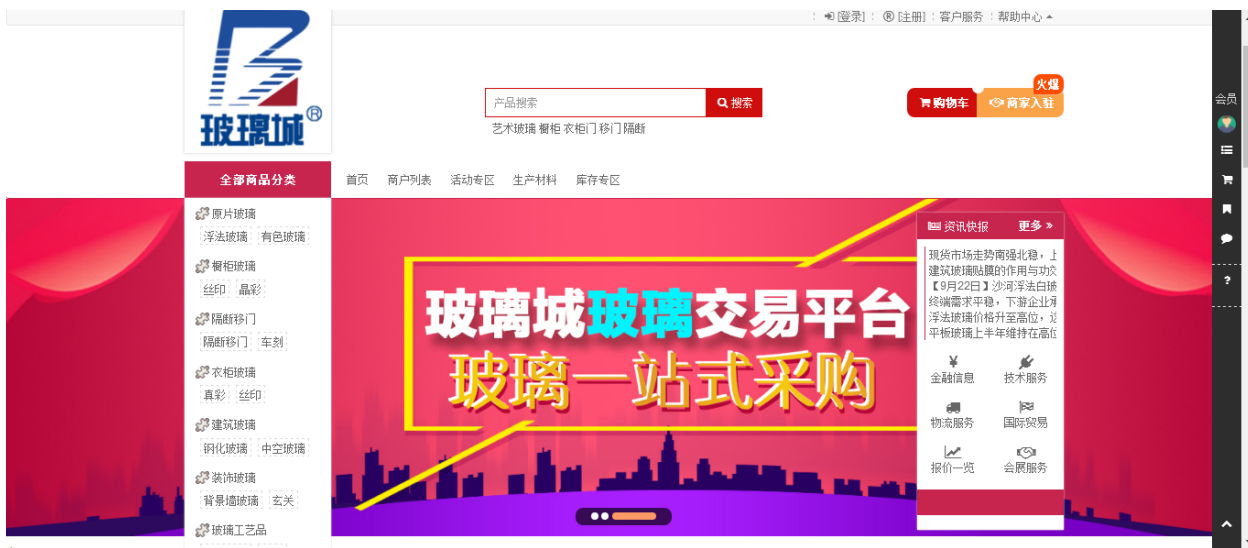 [登录]
® [注册]
客户服务
帮助中心
玻璃城®
产品搜索
搜索
艺术玻璃 橱柜 衣柜门 移门 隔断
购物车
火爆
商家入驻
会员
全部商品分类
首页
商户列表
活动专区
生产材料
库存专区
原片玻璃
浮法玻璃 有色玻璃
橱柜玻璃
丝印 晶彩
隔断移门
隔断移门 车刻
衣柜玻璃
真彩 丝印
建筑玻璃
钢化玻璃 中空玻璃
装饰玻璃
背景墙玻璃 玄关
玻璃工艺品
玻璃城玻璃交易平台
玻璃一站式采购
资讯快报
更多 »
现货市场走势南强北稳，上
建筑玻璃贴膜的作用与功效
【9月22日】沙河浮法白玻
终端需求平稳，下游企业采
浮法玻璃价格升至高位，这
平板玻璃上半年维持在高位
金融信息 技术服务
物流服务 国际贸易
报价一览 会展服务
?